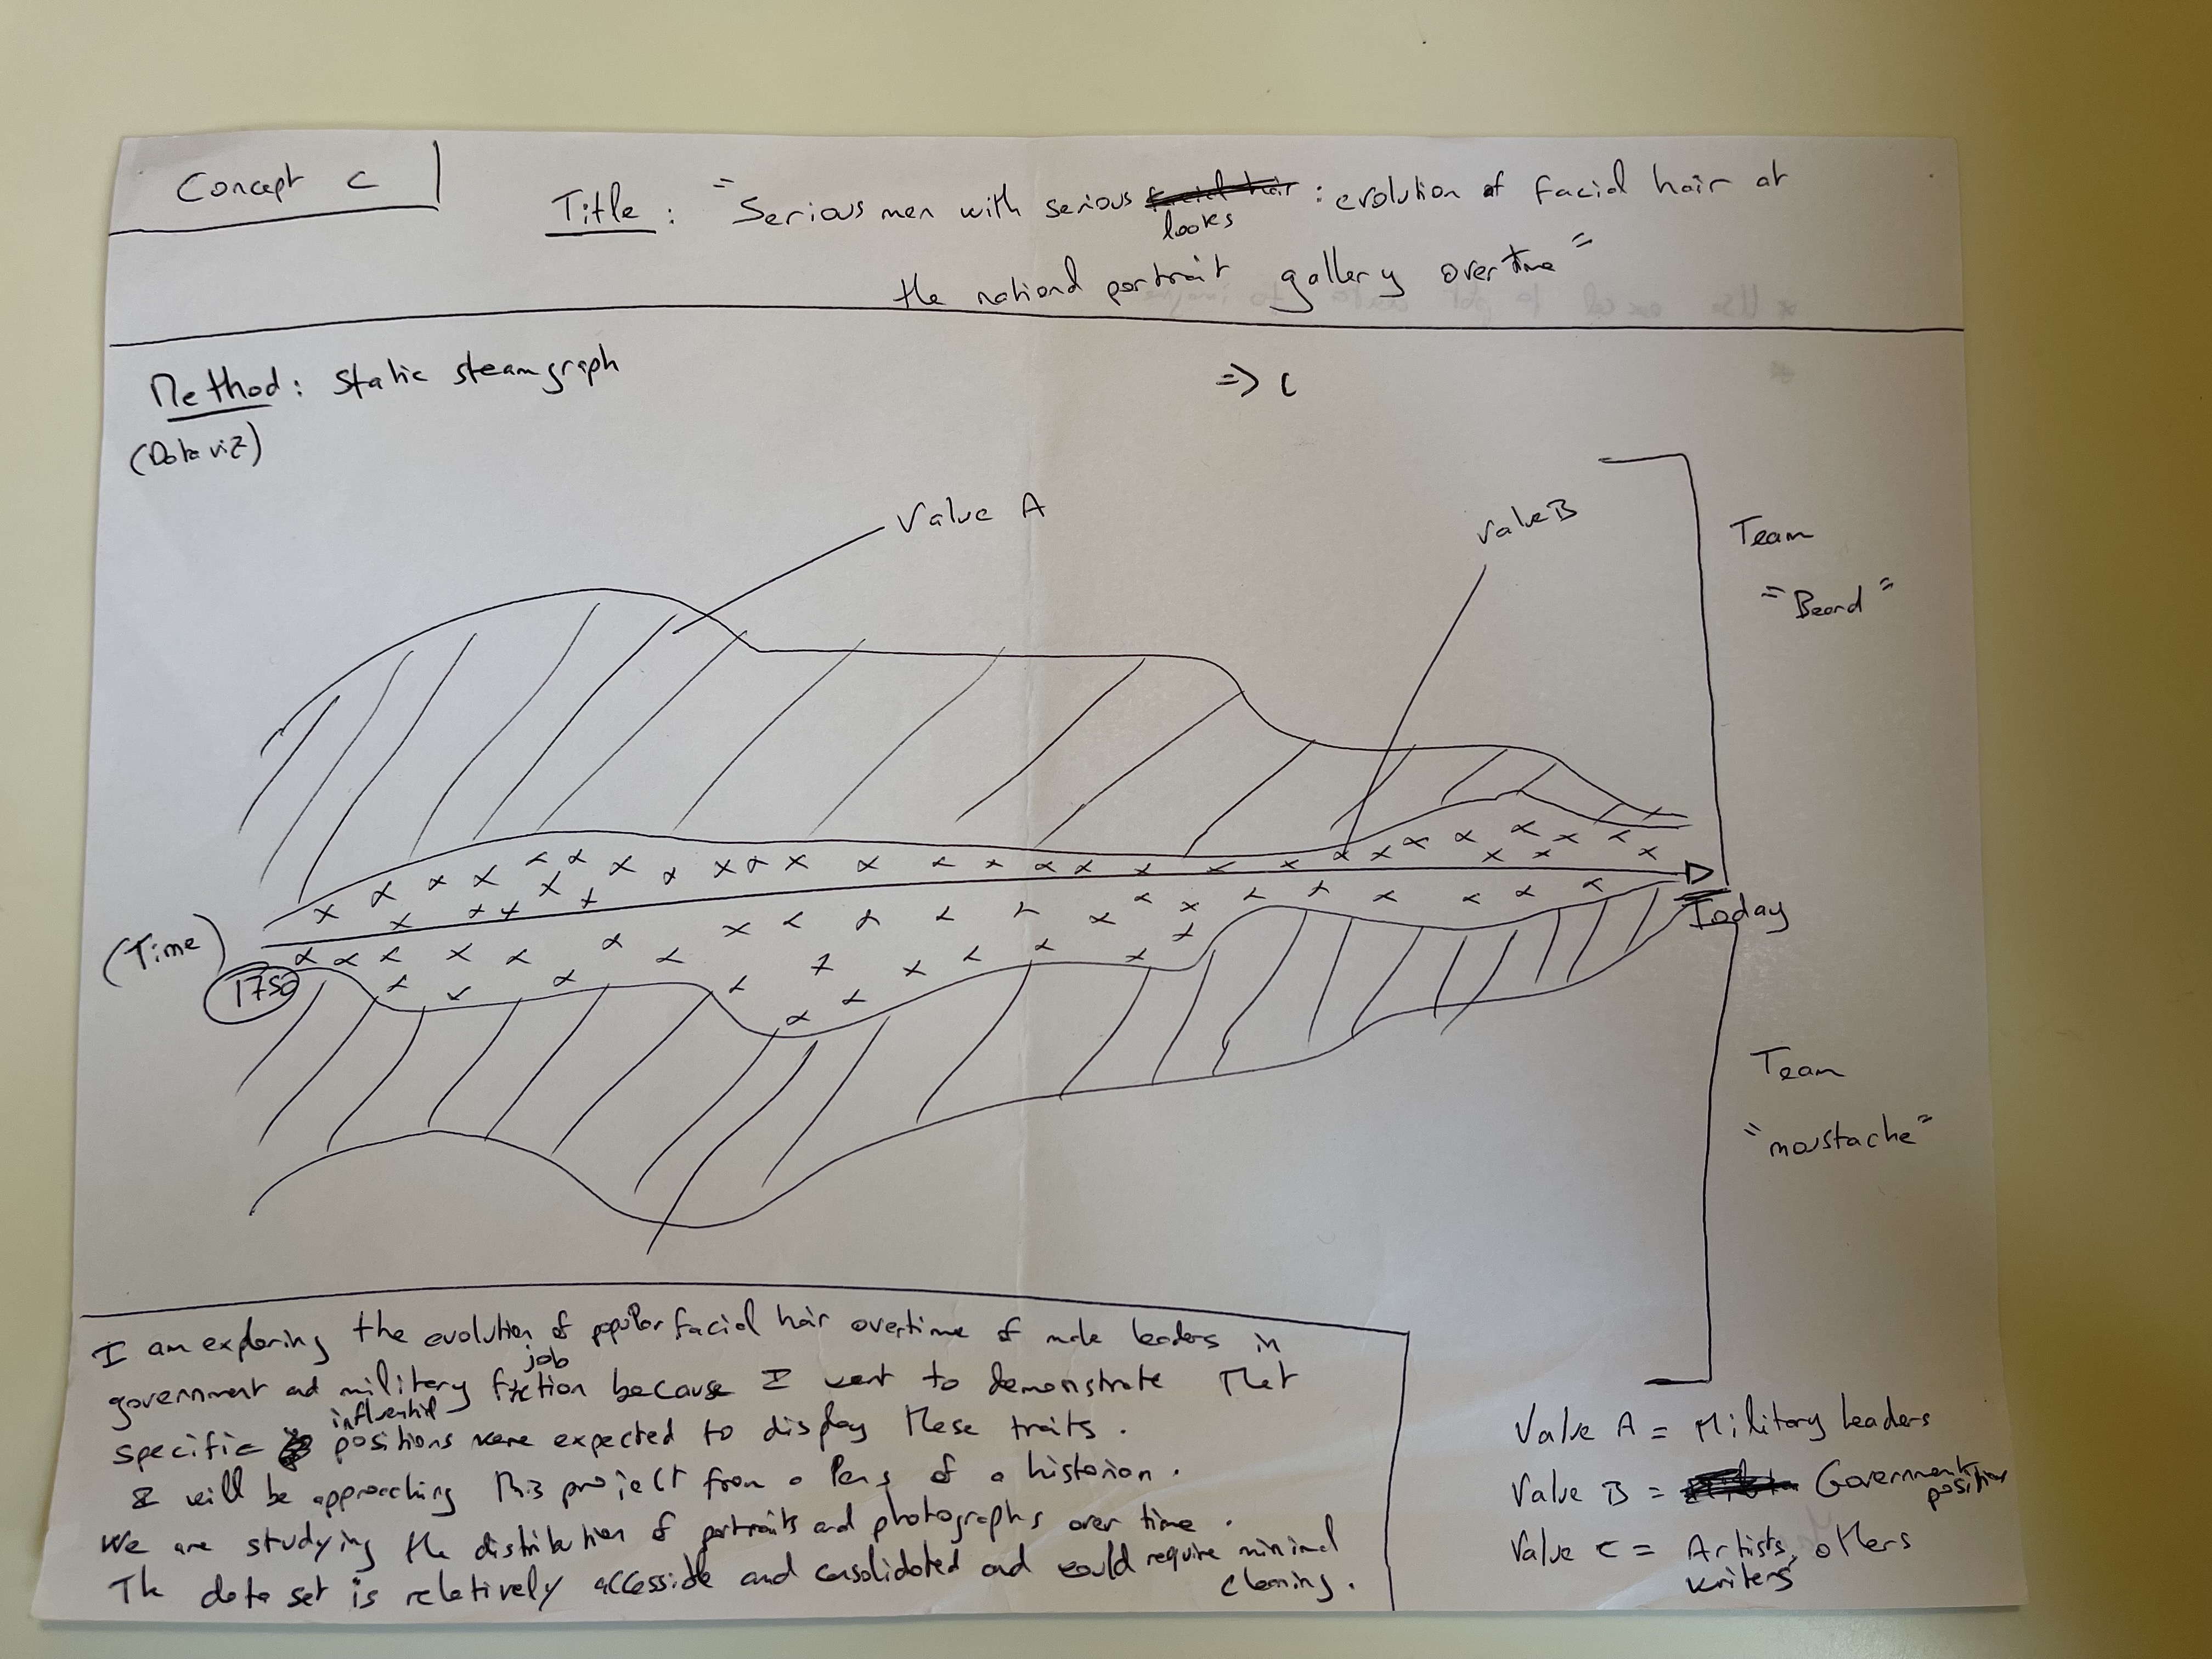 Concept C
Title : "Serious men with serious looks : evolution of facial hair at
the national portrait gallery over time"
Method : Static steamgraph
(Data viz)
=> C
Value A
Value B
Team
"Beard"
(Time)
1750
Today
Team
"moustache"
I am exploring the evolution of popular facial hair overtime of male leaders in
government and military job because I want to demonstrate that
specific influential positions were expected to display these traits.
I will be approaching this project from a lens of a historian.
We are studying the distribution of portraits and photographs over time.
The data set is relatively accessible and consolidated and would require minimal
cleaning.
Value A = Military leaders
Value B = Government position
Value C = Artists, others
writers